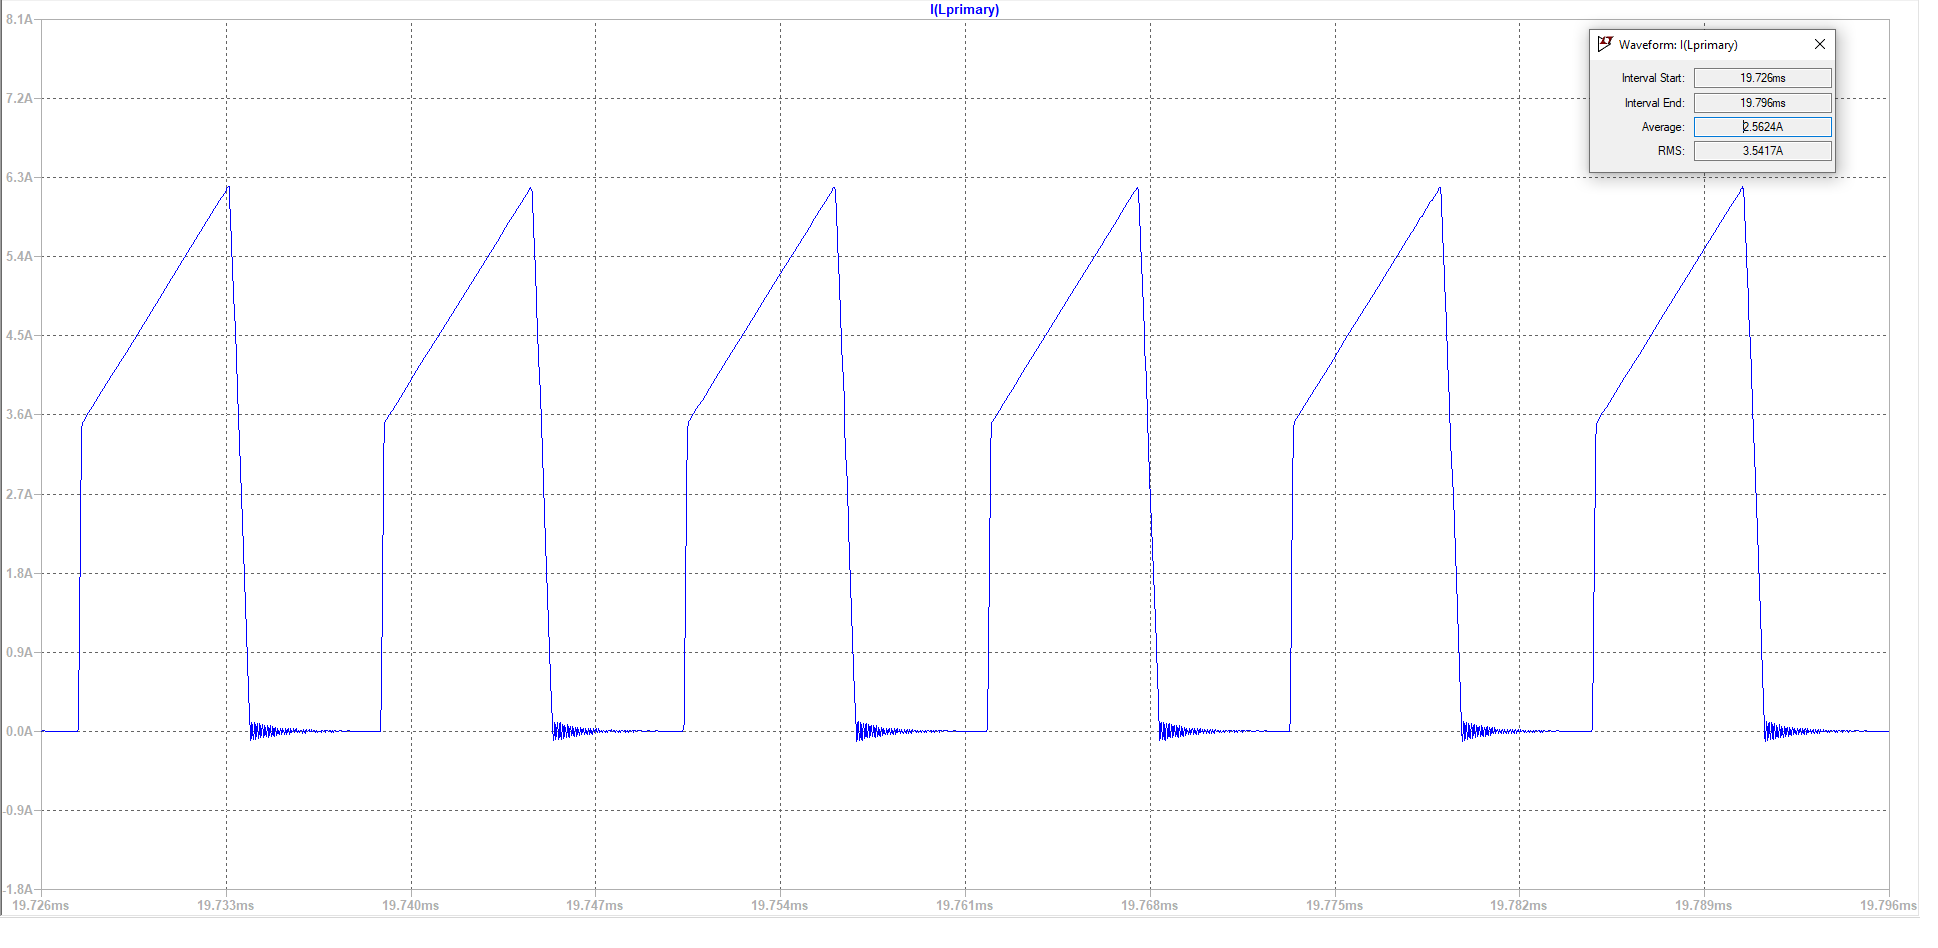 I(Lprimary)
8.1A
7.2A
6.3A
5.4A
4.5A
3.6A
2.7A
1.8A
0.9A
0.0A
-0.9A
-1.8A
19.726ms 19.733ms 19.740ms 19.747ms 19.754ms 19.761ms 19.768ms 19.775ms 19.782ms 19.789ms 19.796ms
Waveform: I(Lprimary)
Interval Start: 19.726ms
Interval End: 19.796ms
Average: 2.5624A
RMS: 3.5417A